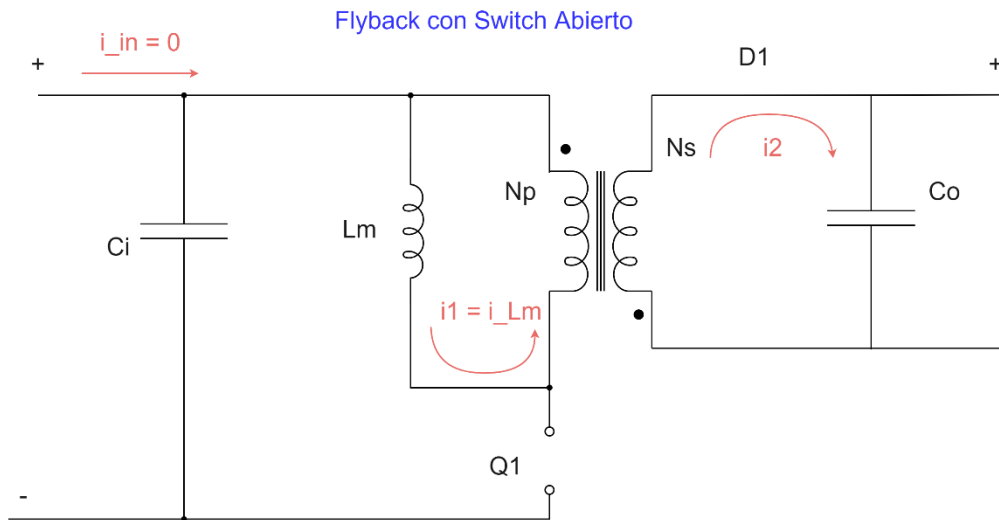 Flyback con Switch Abierto
i_in = 0
D1
+
+
Np
Ns
i2
Ci
Lm
Co
i1 = i_Lm
Q1
-